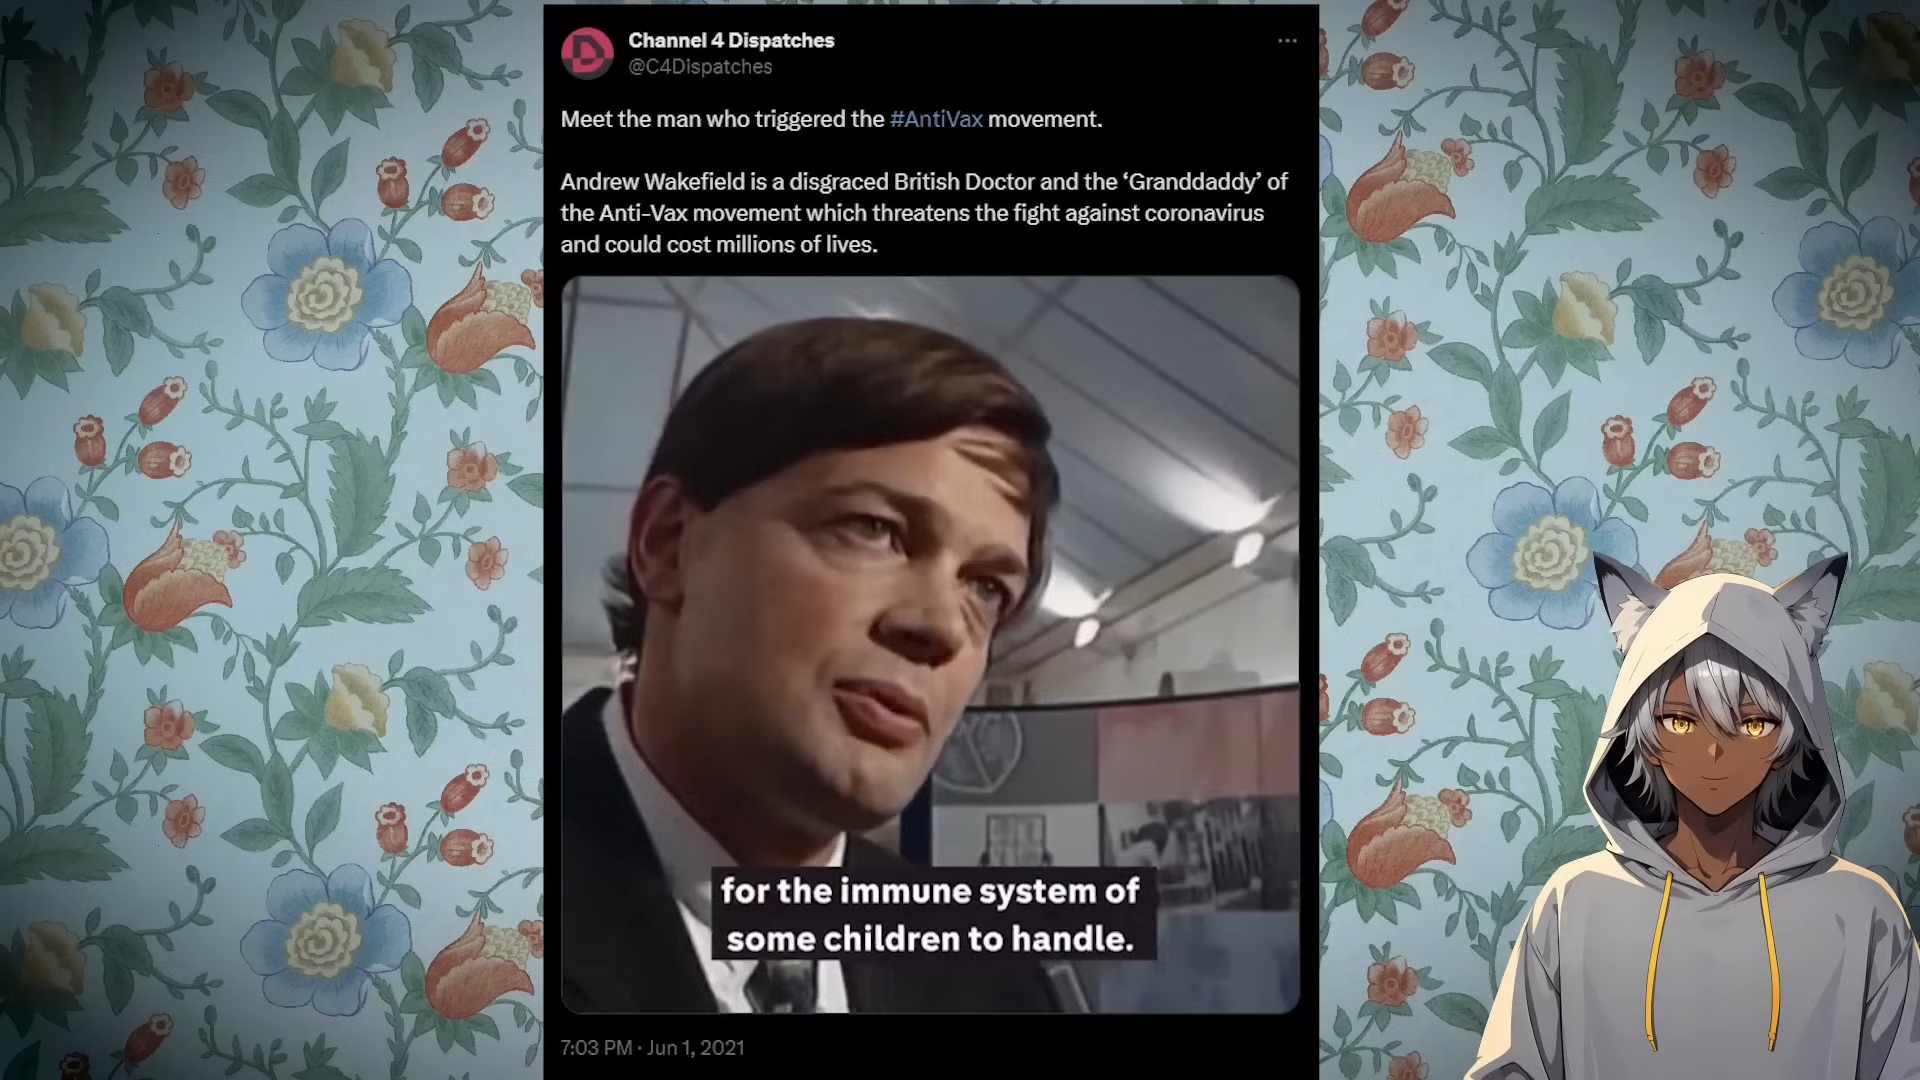 Channel 4 Dispatches
@C4Dispatches
Meet the man who triggered the #AntiVax movement.
Andrew Wakefield is a disgraced British Doctor and the ‘Granddaddy’ of
the Anti-Vax movement which threatens the fight against coronavirus
and could cost millions of lives.
for the immune system of
some children to handle.
7:03 PM · Jun 1, 2021